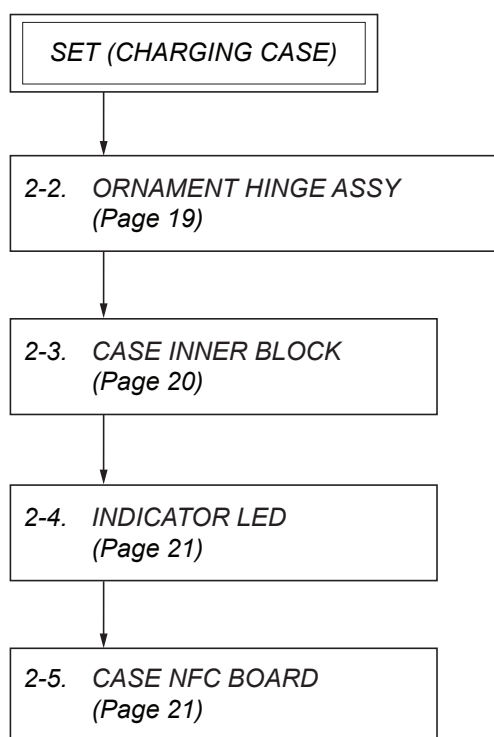 SET (CHARGING CASE)
2-2. ORNAMENT HINGE ASSY
(Page 19)
2-3. CASE INNER BLOCK
(Page 20)
2-4. INDICATOR LED
(Page 21)
2-5. CASE NFC BOARD
(Page 21)